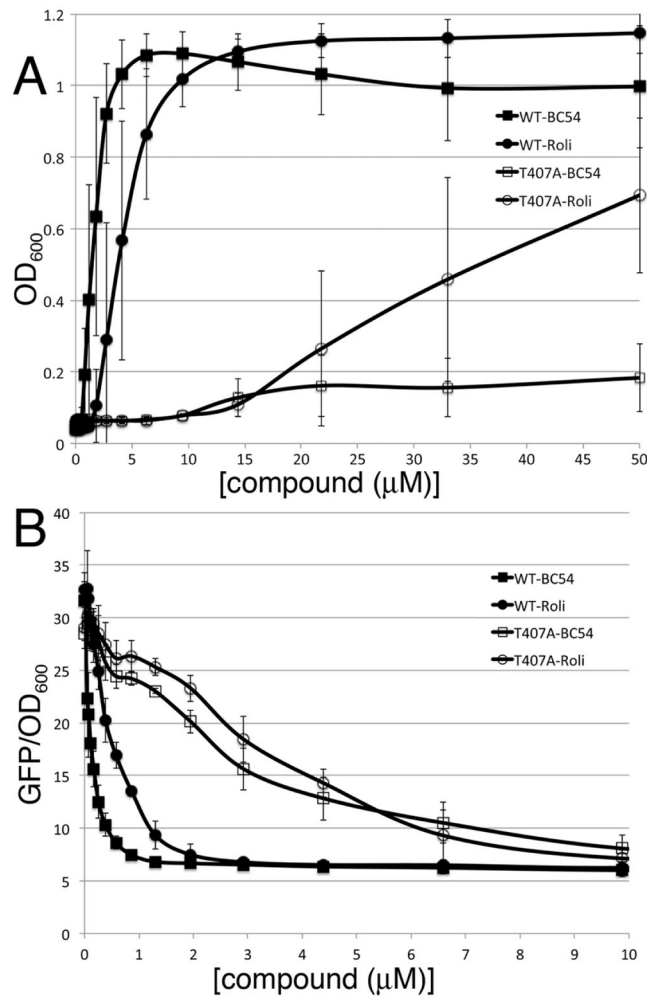 A
1.2
1
0.8
0.6
0.4
0.2
0
OD600
WT-BC54
WT-Roli
T407A-BC54
T407A-Roli
0 5 10 15 20 25 30 35 40 45 50
[compound (μM)]
B
40
35
30
25
20
15
10
5
0
GFP/OD600
WT-BC54
WT-Roli
T407A-BC54
T407A-Roli
0 1 2 3 4 5 6 7 8 9 10
[compound (μM)]